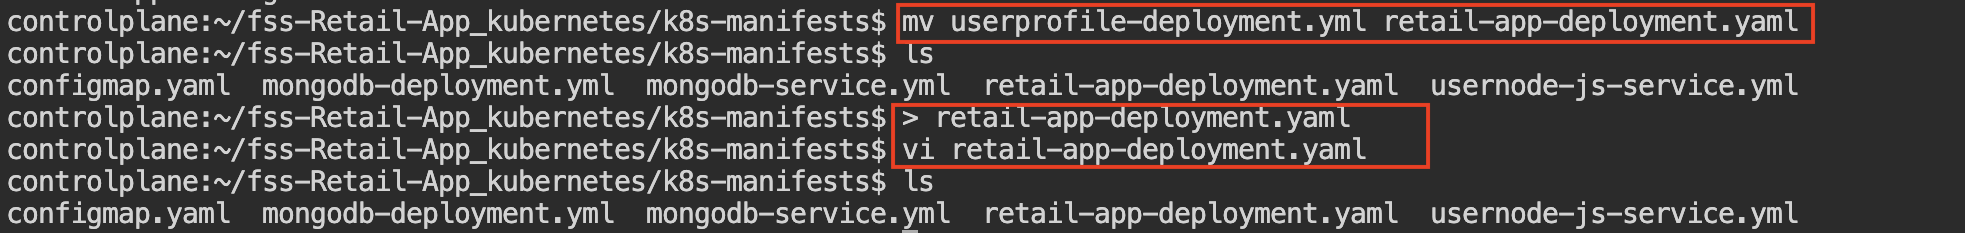 controlplane:~/fss-Retail-App_kubernetes/k8s-manifests$ mv userprofile-deployment.yml retail-app-deployment.yaml
controlplane:~/fss-Retail-App_kubernetes/k8s-manifests$ ls
configmap.yaml  mongodb-deployment.yml  mongodb-service.yml  retail-app-deployment.yaml  usernode-js-service.yml
controlplane:~/fss-Retail-App_kubernetes/k8s-manifests$ > retail-app-deployment.yaml
controlplane:~/fss-Retail-App_kubernetes/k8s-manifests$ vi retail-app-deployment.yaml
controlplane:~/fss-Retail-App_kubernetes/k8s-manifests$ ls
configmap.yaml  mongodb-deployment.yml  mongodb-service.yml  retail-app-deployment.yaml  usernode-js-service.yml